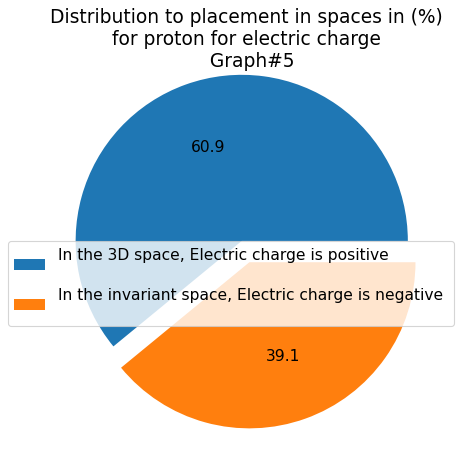 Distribution to placement in spaces in (%)
for proton for electric charge
Graph#5
60.9
In the 3D space, Electric charge is positive
In the invariant space, Electric charge is negative
39.1